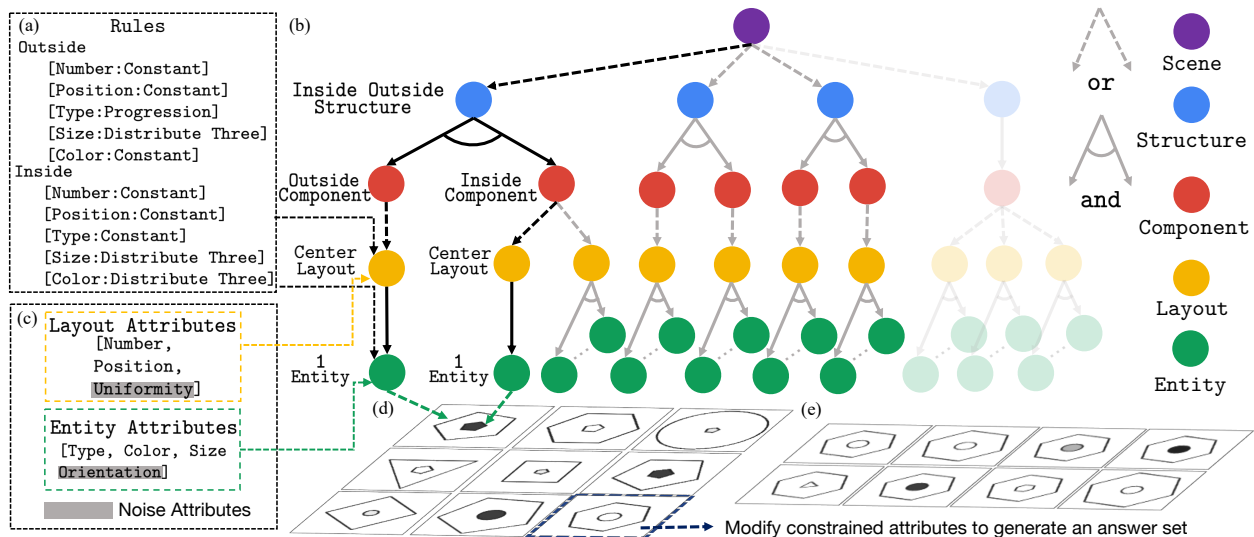 (a)
Rules
Outside
[Number:Constant]
[Position:Constant]
[Type:Progression]
[Size:Distribute Three]
[Color:Constant]
Inside
[Number:Constant]
[Position:Constant]
[Type:Constant]
[Size:Distribute Three]
[Color:Distribute Three]
(b)
Inside Outside
Structure
Outside
Component
Inside
Component
Center
Layout
Center
Layout
1
Entity
1
Entity
or
and
Scene
Structure
Component
Layout
Entity
(c)
Layout Attributes
[Number,
Position,
Uniformity]
Entity Attributes
[Type, Color, Size
Orientation]
Noise Attributes
(d)
(e)
Modify constrained attributes to generate an answer set